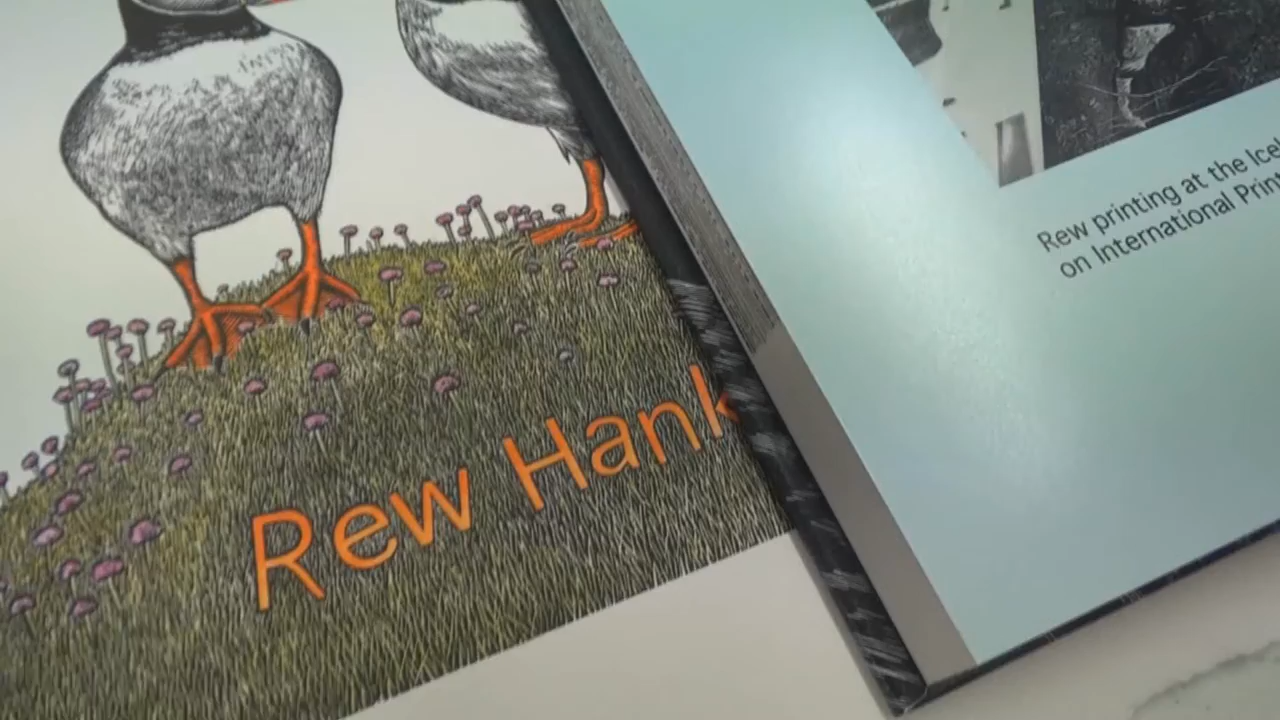 Rew Hank
Rew printing at the Icel
on International Print